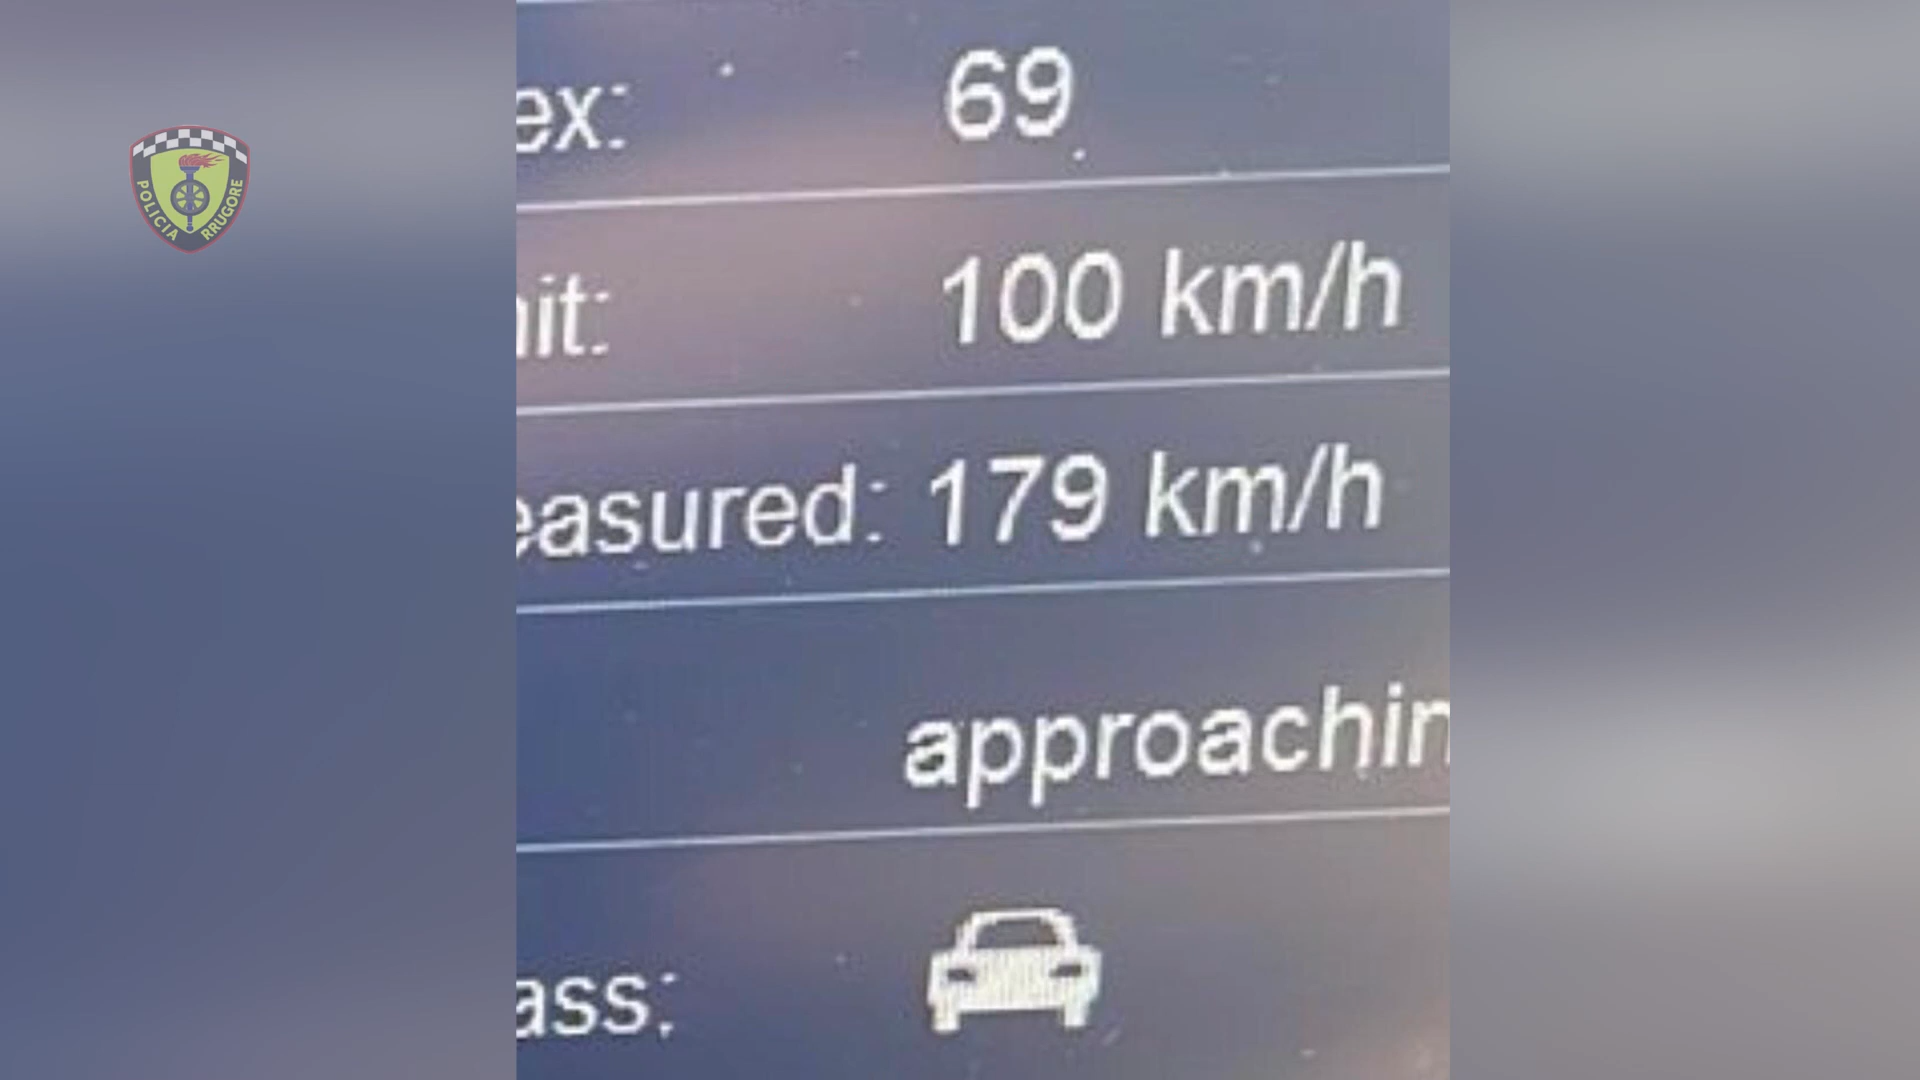 POLICIA RRUGORE
ex: 69
nit: 100 km/h
easured: 179 km/h
approachin
ass: